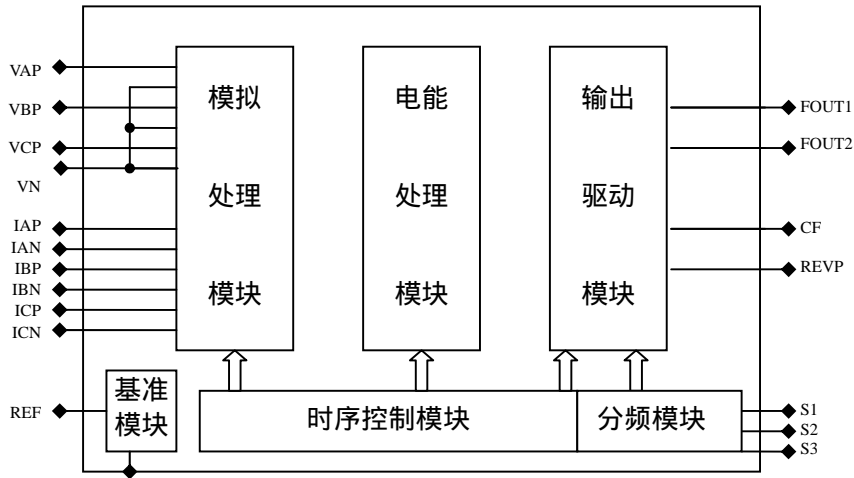 VAP
VBP
VCP
VN
IAP
IAN
IBP
IBN
ICP
ICN
REF
模拟
处理
模块
电能
处理
模块
输出
驱动
模块
FOUT1
FOUT2
CF
REVP
基准
模块
时序控制模块
分频模块
S1
S2
S3